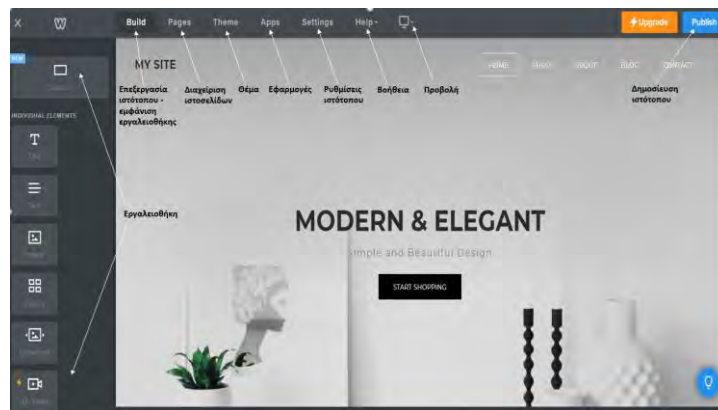 Build Pages Theme Apps Settings Help
Upgrade
Publish
NEW
MY SITE
HOME ABOUT BLOG CONTACT
Επεξεργασία
ιστότοπου -
εμφάνιση
εργαλειοθήκης
Διαχείριση
ιστοσελίδων
Θέμα
Εφαρμογές
Ρυθμίσεις
ιστότοπου
Βοήθεια
Προβολή
Δημοσίευση
ιστότοπου
INDIVIDUAL ELEMENTS
Εργαλειοθήκη
MODERN & ELEGANT
Simple and Beautiful Design
START SHOPPING